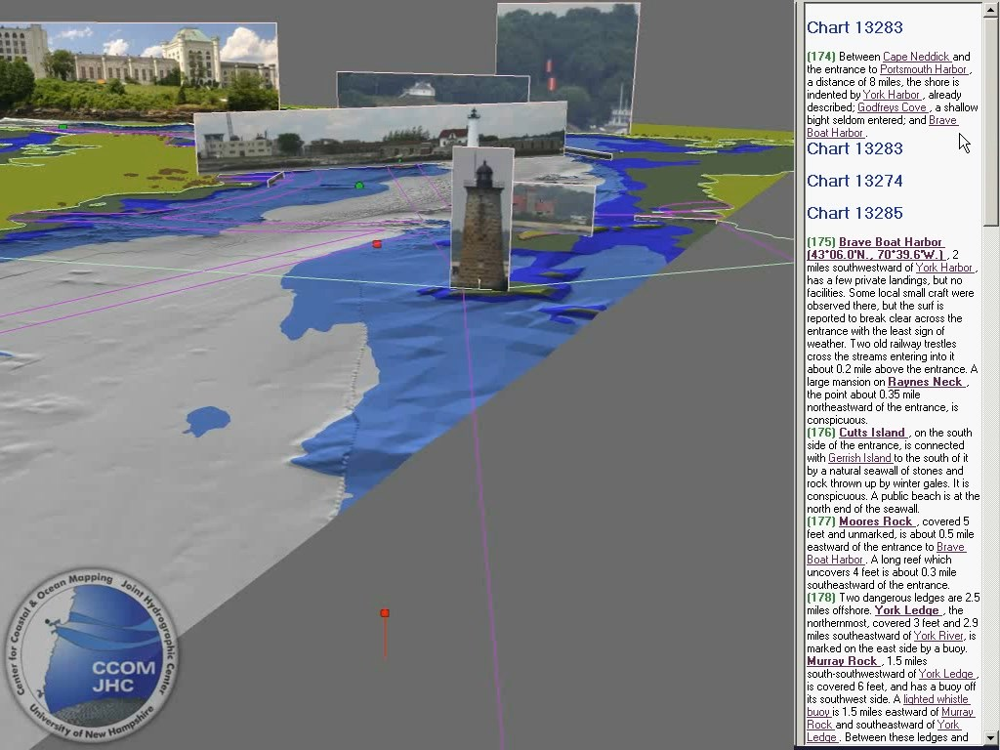 Chart 13283
(174) Between Cape Neddick and
the entrance to Portsmouth Harbor ,
a distance of 8 miles, the shore is
indented by York Harbor , already
described; Godfreys Cove , a shallow
bight seldom entered; and Brave
Boat Harbor .
Chart 13283
Chart 13274
Chart 13285
(175) Brave Boat Harbor
(43°06.0'N., 70°39.6'W.) , 2
miles southwestward of York Harbor ,
has a few private landings, but no
facilities. Some local small craft were
observed there, but the surf is
reported to break clear across the
entrance with the least sign of
weather. Two old railway trestles
cross the streams entering into it
about 0.2 mile above the entrance. A
large mansion on Raynes Neck ,
the point about 0.35 mile
northeastward of the entrance, is
conspicuous.
(176) Cutts Island , on the south
side of the entrance, is connected
with Gerrish Island to the south of it
by a natural seawall of stones and
rock thrown up by winter gales. It is
conspicuous. A public beach is at the
north end of the seawall.
(177) Moores Rock , covered 5
feet and unmarked, is about 0.5 mile
eastward of the entrance to Brave
Boat Harbor . A long reef which
uncovers 4 feet is about 0.3 mile
southeastward of the entrance.
(178) Two dangerous ledges are 2.5
miles offshore. York Ledge , the
northernmost, covered 3 feet and 2.9
miles southeastward of York River, is
marked on the east side by a buoy.
Murray Rock , 1.5 miles
south-southwestward of York Ledge ,
is covered 6 feet, and has a buoy off
its southwest side. A lighted whistle
buoy is 1.5 miles eastward of Murray
Rock and southeastward of York
Ledge . Between these ledges and
Center for Coastal & Ocean Mapping Joint Hydrographic Center
CCOM
JHC
University of New Hampshire